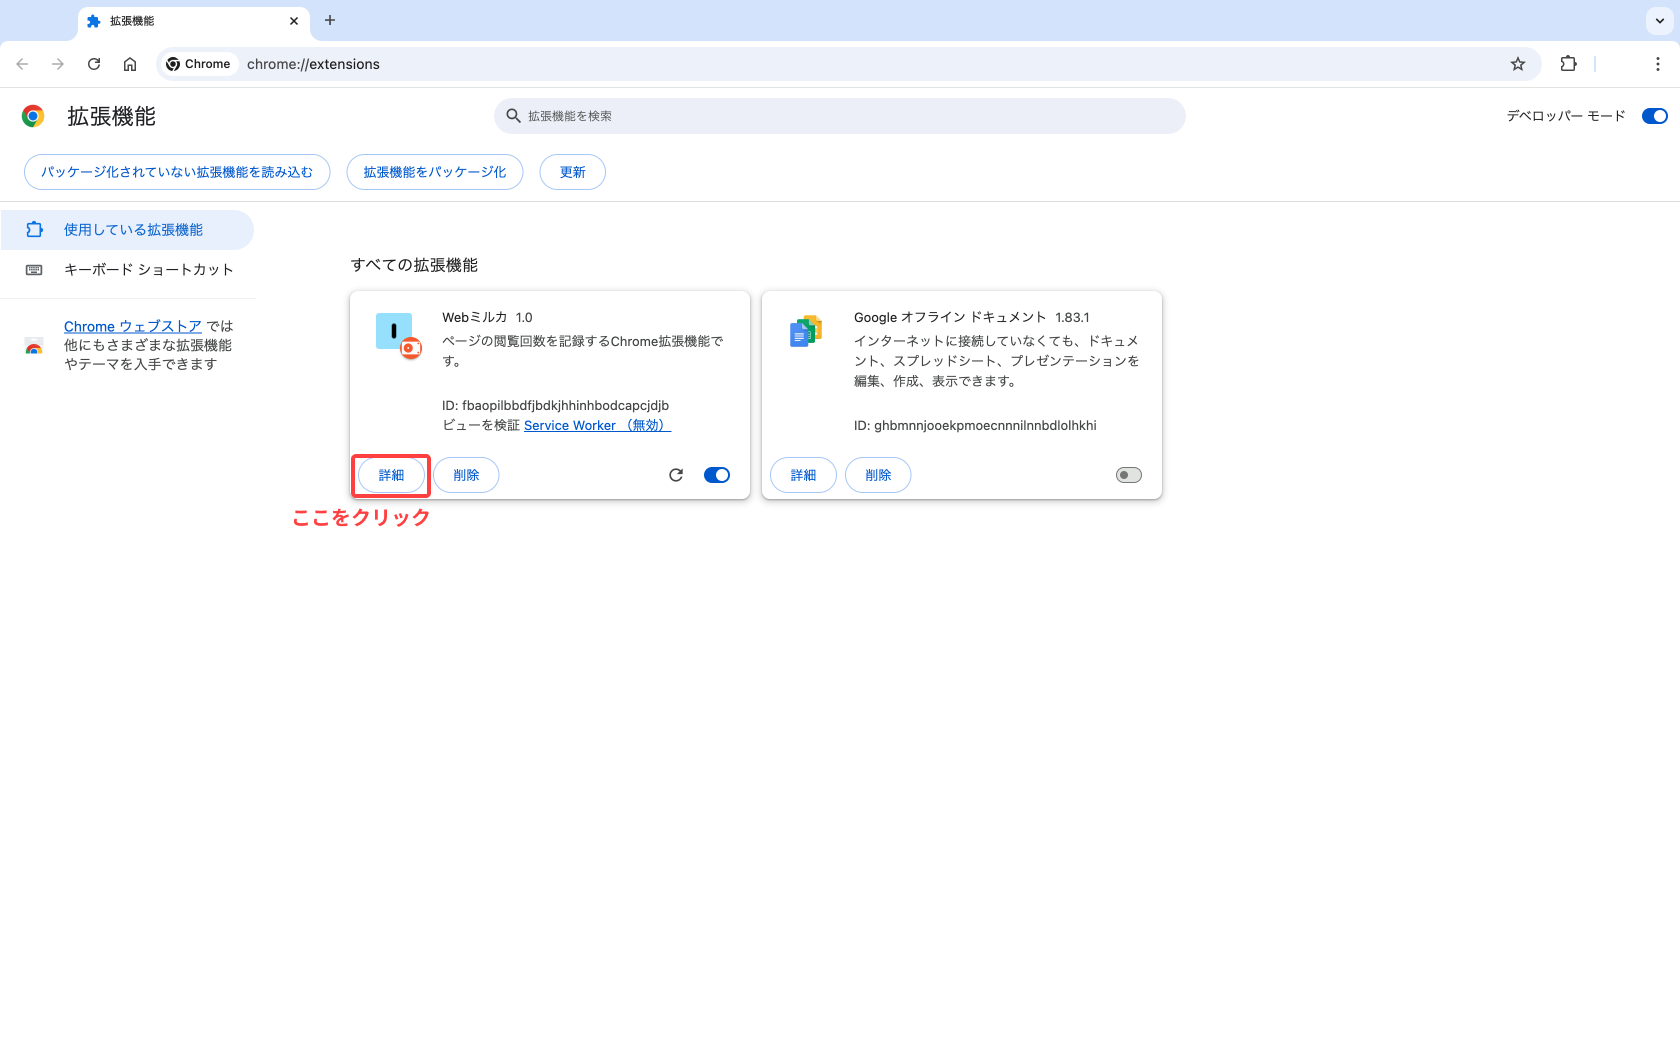 拡張機能
Chrome
chrome://extensions
拡張機能
拡張機能を検索
デベロッパー モード
パッケージ化されていない拡張機能を読み込む
拡張機能をパッケージ化
更新
使用している拡張機能
キーボード ショートカット
Chrome ウェブストア では
他にもさまざまな拡張機能
やテーマを入手できます
すべての拡張機能
Webミルカ 1.0
ページの閲覧回数を記録するChrome拡張機能で
す。
ID: fbaopilbbdfjbdkjhhinhbodcapcjdjb
ビューを検証 Service Worker （無効）
詳細
削除
ここをクリック
Google オフライン ドキュメント 1.83.1
インターネットに接続していなくても、ドキュメ
ント、スプレッドシート、プレゼンテーションを
編集、作成、表示できます。
ID: ghbmnnjooekpmoecnnnilnnbdlolhkhi
詳細
削除